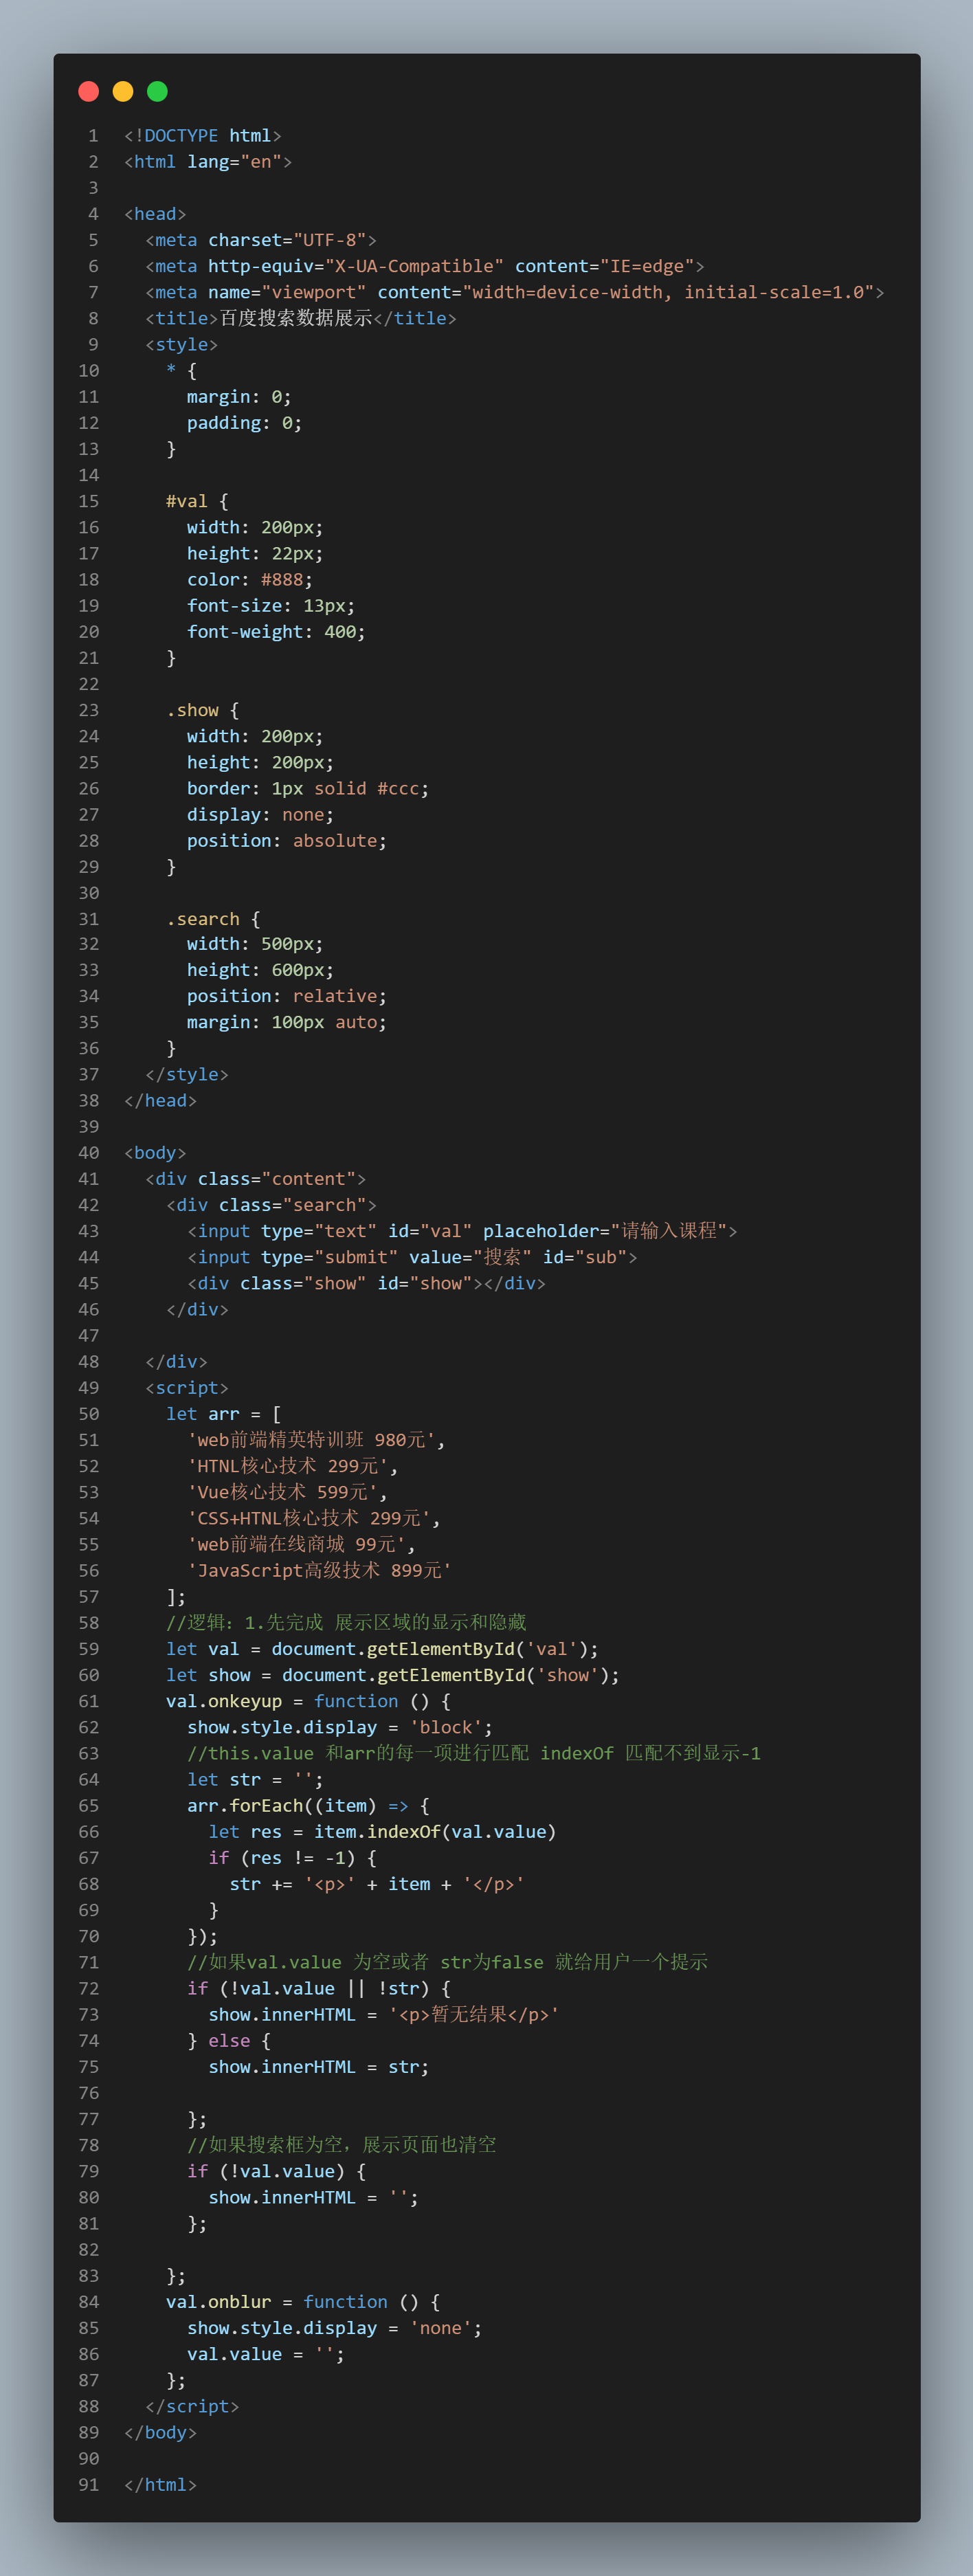 1 <!DOCTYPE html>
2 <html lang="en">
3
4 <head>
5   <meta charset="UTF-8">
6   <meta http-equiv="X-UA-Compatible" content="IE=edge">
7   <meta name="viewport" content="width=device-width, initial-scale=1.0">
8   <title>百度搜索数据展示</title>
9   <style>
10     * {
11       margin: 0;
12       padding: 0;
13     }
14
15     #val {
16       width: 200px;
17       height: 22px;
18       color: #888;
19       font-size: 13px;
20       font-weight: 400;
21     }
22
23     .show {
24       width: 200px;
25       height: 200px;
26       border: 1px solid #ccc;
27       display: none;
28       position: absolute;
29     }
30
31     .search {
32       width: 500px;
33       height: 600px;
34       position: relative;
35       margin: 100px auto;
36     }
37   </style>
38 </head>
39
40 <body>
41   <div class="content">
42     <div class="search">
43       <input type="text" id="val" placeholder="请输入课程">
44       <input type="submit" value="搜索" id="sub">
45       <div class="show" id="show"></div>
46     </div>
47
48   </div>
49   <script>
50     let arr = [
51       'web前端精英特训班 980元',
52       'HTNL核心技术 299元',
53       'Vue核心技术 599元',
54       'CSS+HTNL核心技术 299元',
55       'web前端在线商城 99元',
56       'JavaScript高级技术 899元'
57     ];
58     //逻辑：1.先完成 展示区域的显示和隐藏
59     let val = document.getElementById('val');
60     let show = document.getElementById('show');
61     val.onkeyup = function () {
62       show.style.display = 'block';
63       //this.value 和arr的每一项进行匹配 indexOf 匹配不到显示-1
64       let str = '';
65       arr.forEach((item) => {
66         let res = item.indexOf(val.value)
67         if (res != -1) {
68           str += '<p>' + item + '</p>'
69         }
70       });
71       //如果val.value 为空或者 str为false 就给用户一个提示
72       if (!val.value || !str) {
73         show.innerHTML = '<p>暂无结果</p>'
74       } else {
75         show.innerHTML = str;
76
77       };
78       //如果搜索框为空，展示页面也清空
79       if (!val.value) {
80         show.innerHTML = '';
81       };
82
83     };
84     val.onblur = function () {
85       show.style.display = 'none';
86       val.value = '';
87     };
88   </script>
89 </body>
90
91 </html>